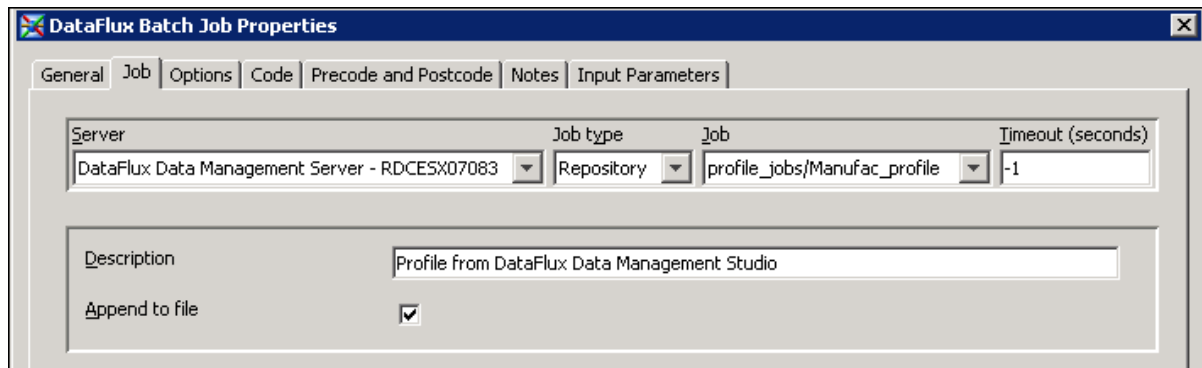 DataFlux Batch Job Properties
General Job Options Code Precode and Postcode Notes Input Parameters
Server Job type Job Timeout (seconds)
DataFlux Data Management Server - RDCESX07083 Repository profile_jobs/Manufac_profile -1
Description Profile from DataFlux Data Management Studio
Append to file